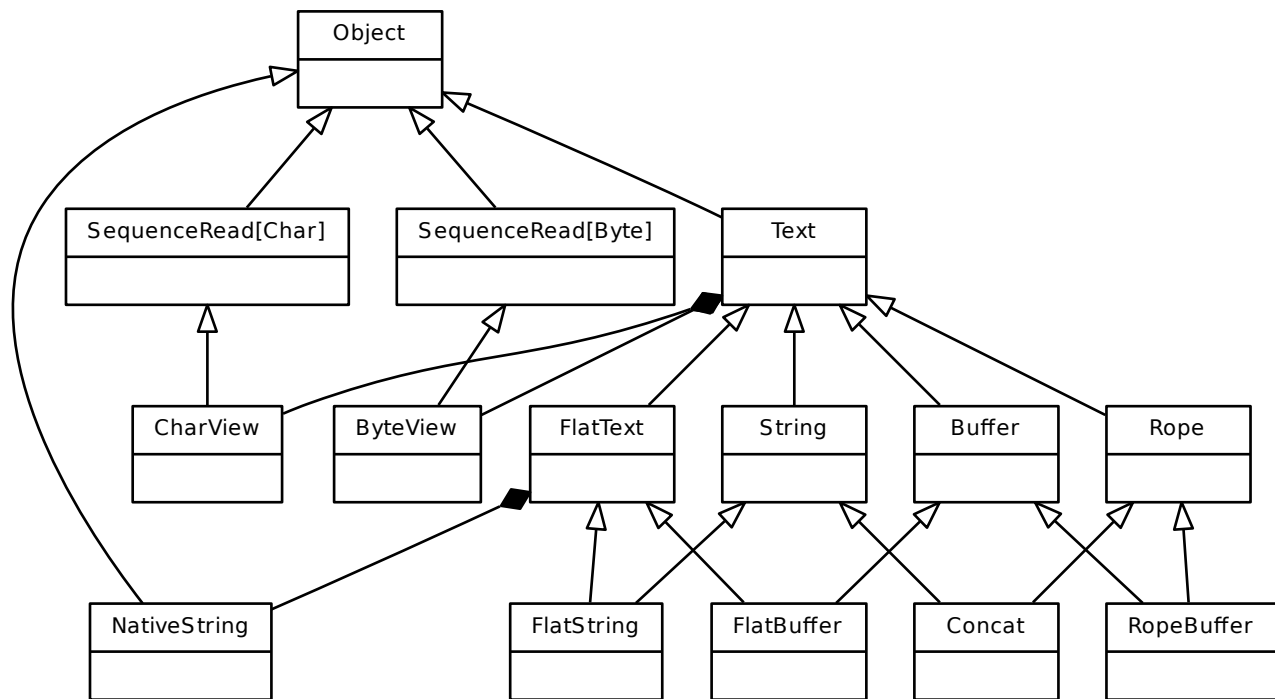 Object
SequenceRead[Char]
SequenceRead[Byte]
Text
CharView
ByteView
FlatText
String
Buffer
Rope
NativeString
FlatString
FlatBuffer
Concat
RopeBuffer